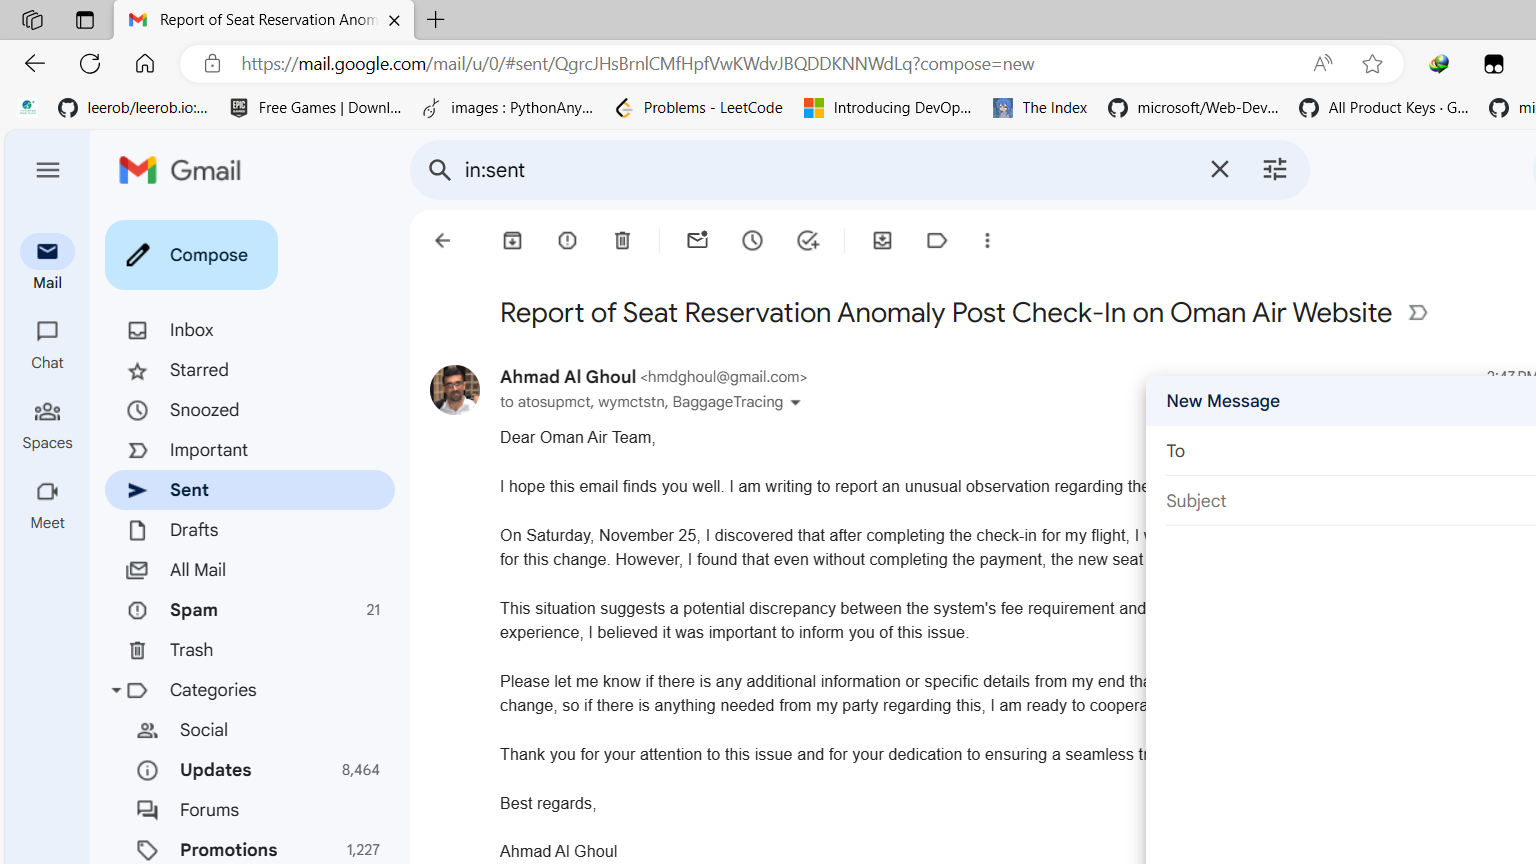 Report of Seat Reservation Anom
https://mail.google.com/mail/u/0/#sent/QgrcJHsBrnlCMfHpfVwKWdvJBQDDKNNWdLq?compose=new
leerob/leerob.io:...
Free Games | Downl...
images : PythonAny...
Problems - LeetCode
Introducing DevOp...
The Index
microsoft/Web-Dev...
All Product Keys · G...
mi
Gmail
in:sent
Compose
Mail
Chat
Spaces
Meet
Inbox
Starred
Snoozed
Important
Sent
Drafts
All Mail
Spam 21
Trash
Categories
Social
Updates 8,464
Forums
Promotions 1,227
Report of Seat Reservation Anomaly Post Check-In on Oman Air Website
Ahmad Al Ghoul <hmdghoul@gmail.com>
to atosupmct, wymctstn, BaggageTracing
Dear Oman Air Team,
I hope this email finds you well. I am writing to report an unusual observation regarding the
On Saturday, November 25, I discovered that after completing the check-in for my flight, I
for this change. However, I found that even without completing the payment, the new seat
This situation suggests a potential discrepancy between the system's fee requirement and
experience, I believed it was important to inform you of this issue.
Please let me know if there is any additional information or specific details from my end tha
change, so if there is anything needed from my party regarding this, I am ready to coopera
Thank you for your attention to this issue and for your dedication to ensuring a seamless tr
Best regards,
Ahmad Al Ghoul
New Message
To
Subject